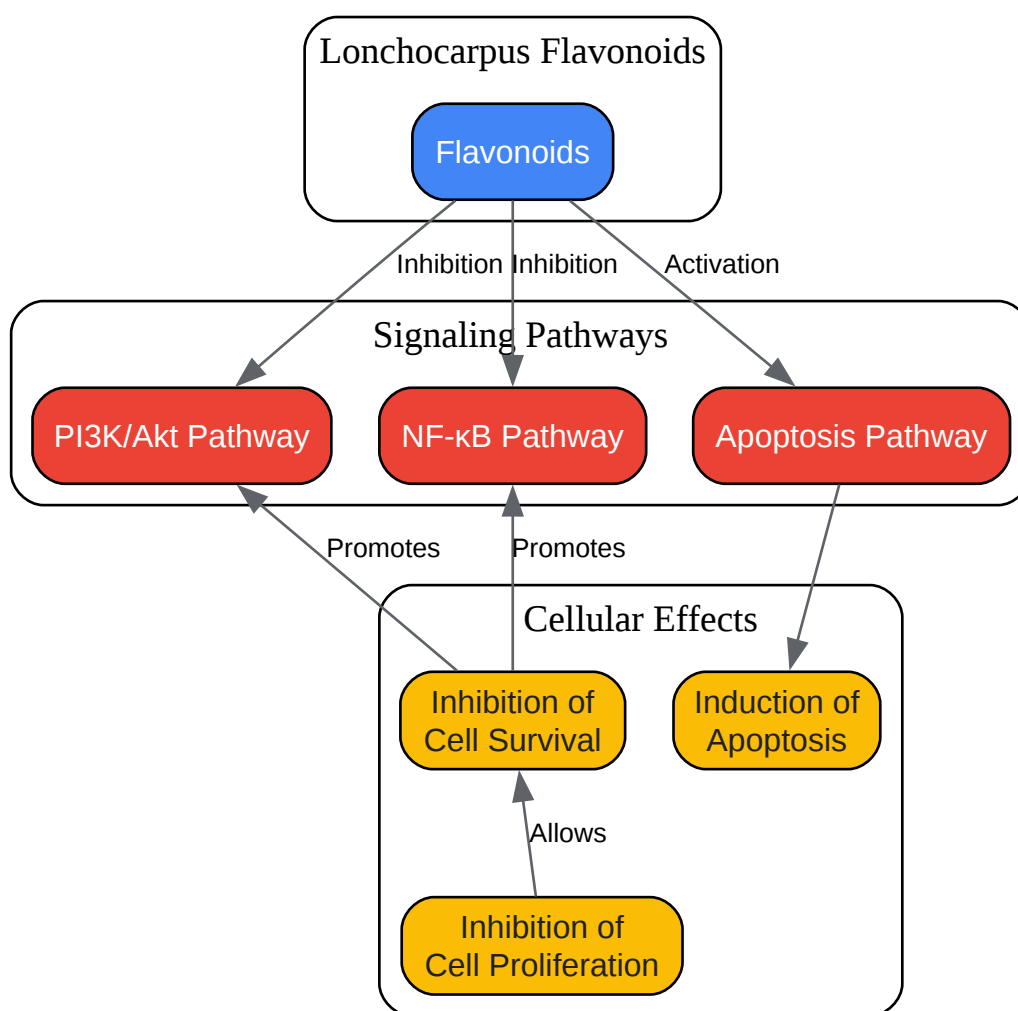 Lonchocarpus Flavonoids
Flavonoids
Inhibition
Inhibition
Activation
Signaling Pathways
PI3K/Akt Pathway
NF-κB Pathway
Apoptosis Pathway
Promotes
Promotes
Cellular Effects
Inhibition of
Cell Survival
Induction of
Apoptosis
Allows
Inhibition of
Cell Proliferation